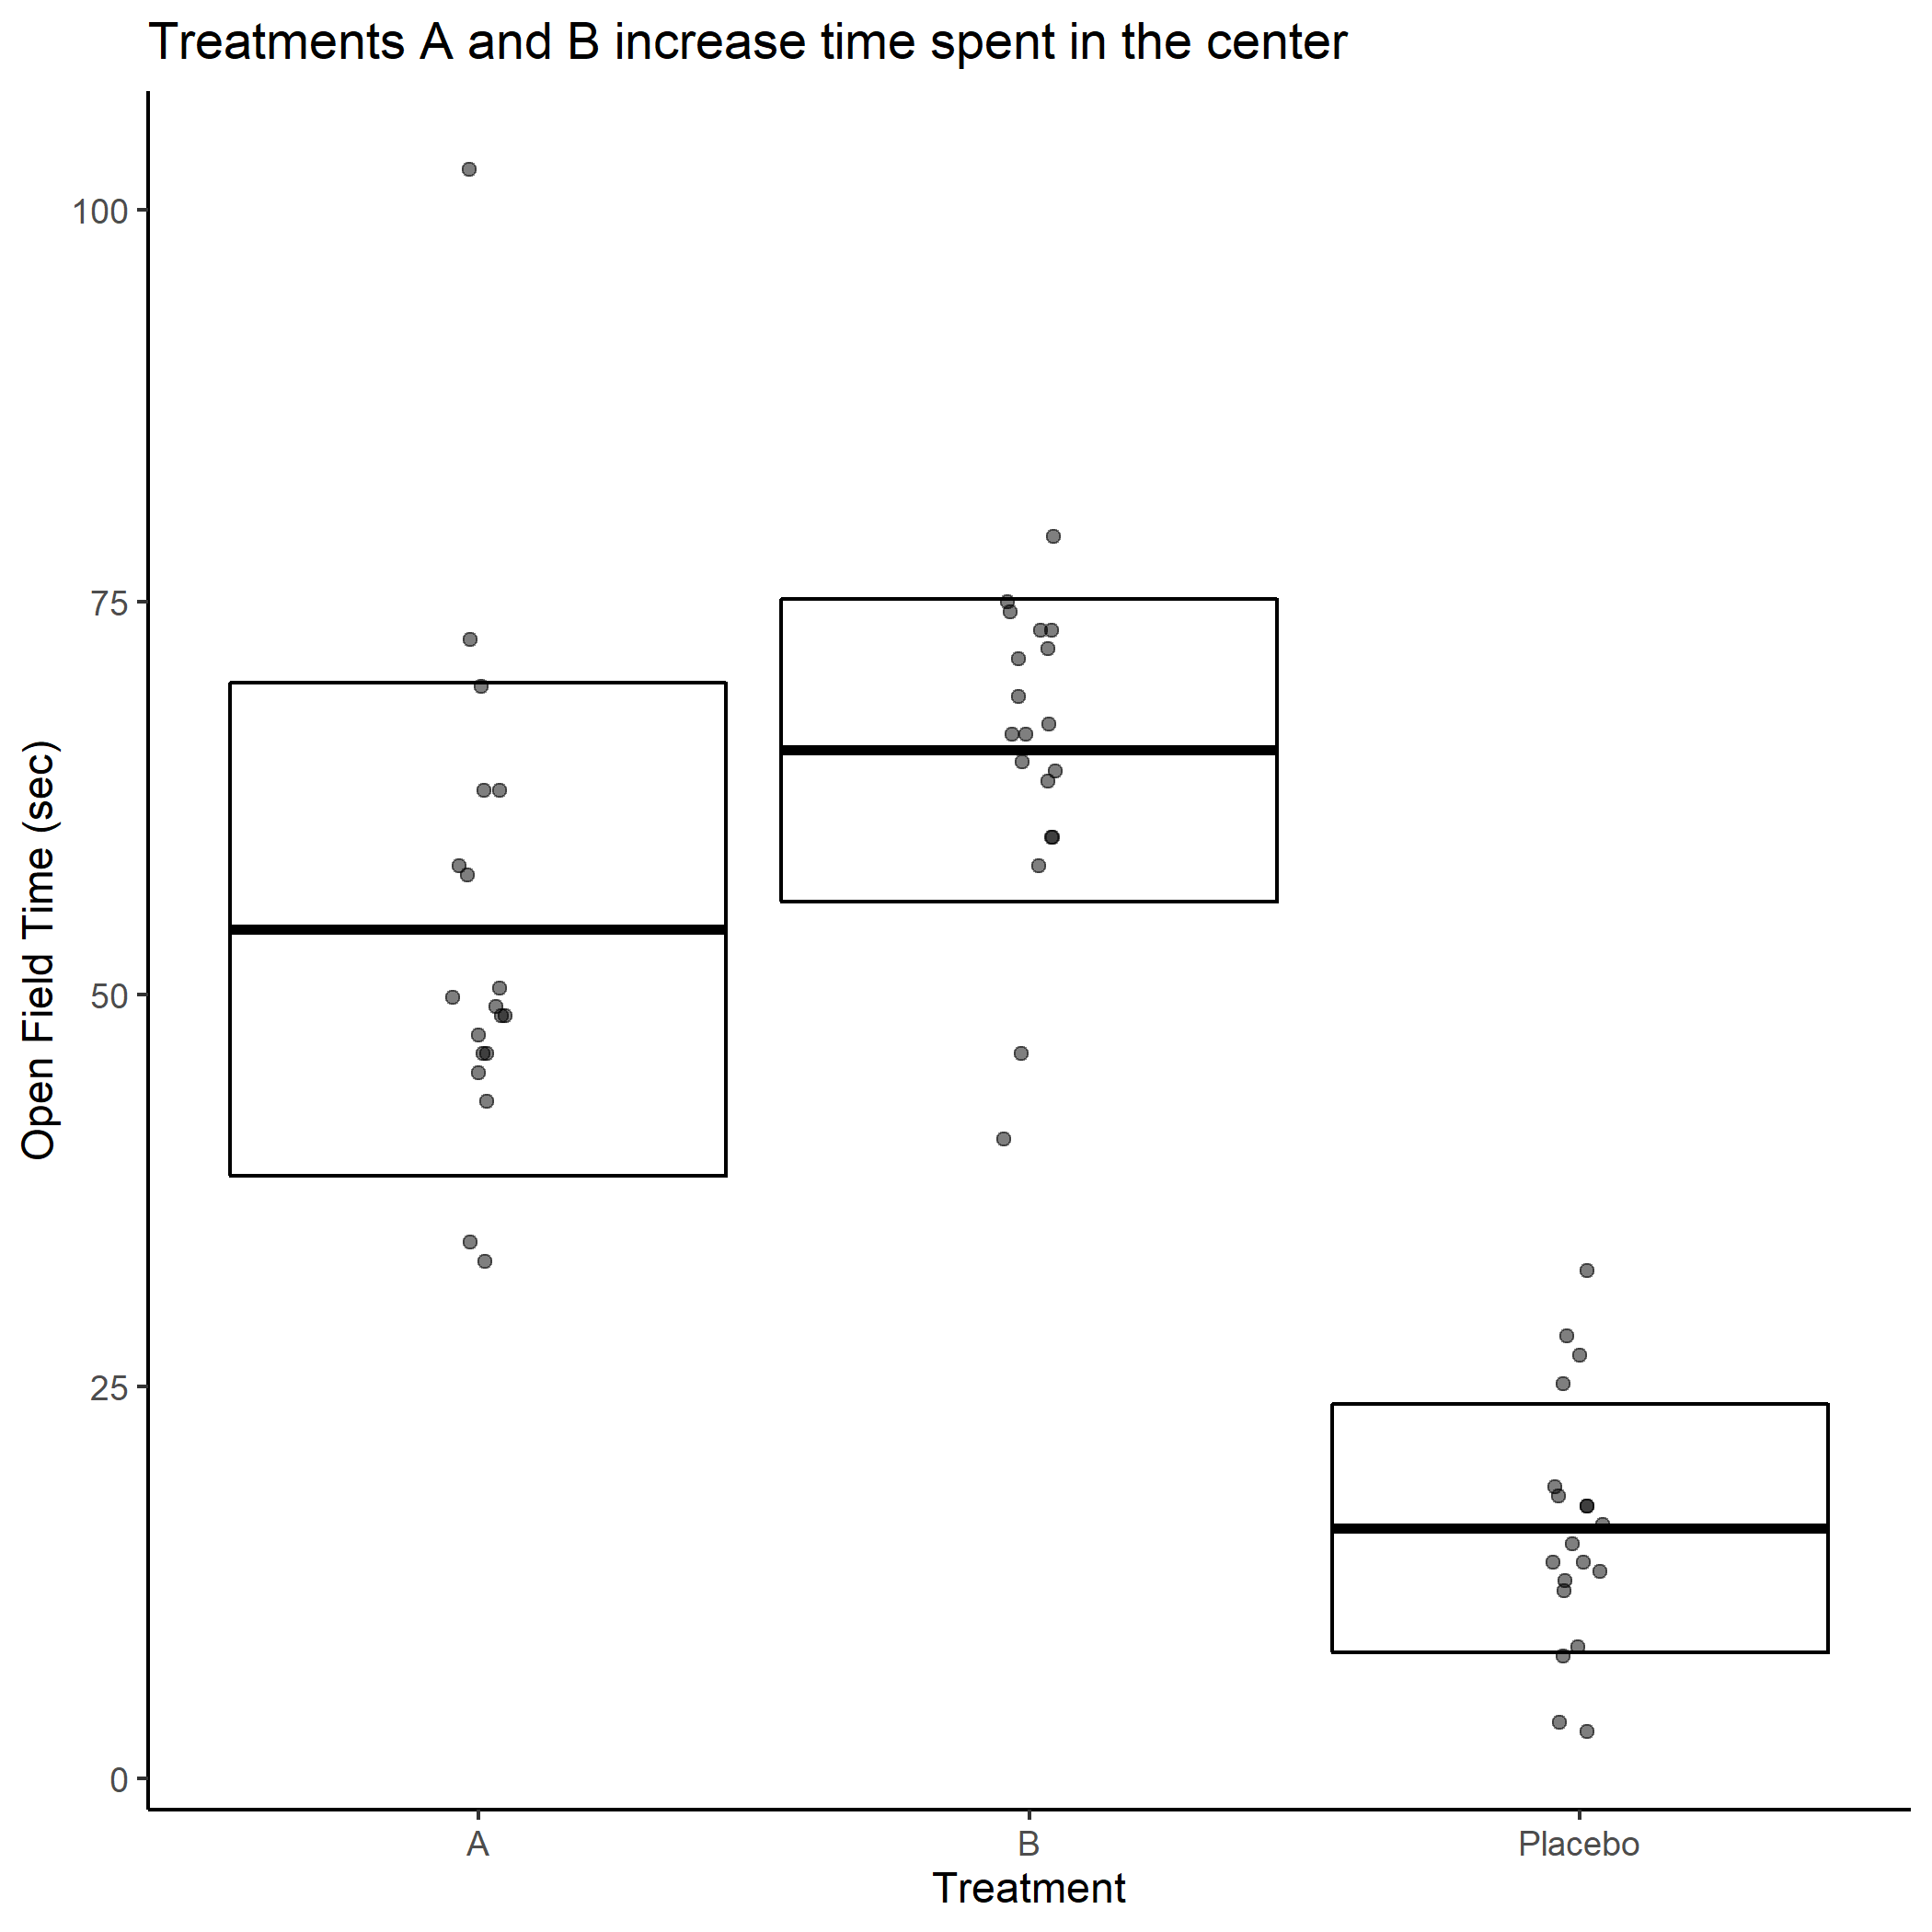 Treatments A and B increase time spent in the center
Open Field Time (sec)
100
75
50
25
0
A
B
Placebo
Treatment